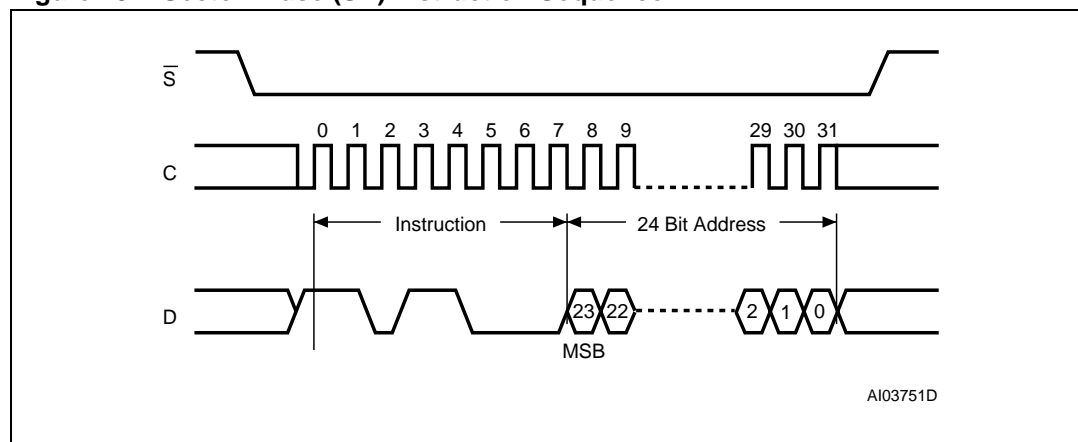 S
0 1 2 3 4 5 6 7 8 9 29 30 31
C
Instruction 24 Bit Address
D 23 22 2 1 0
MSB
AI03751D